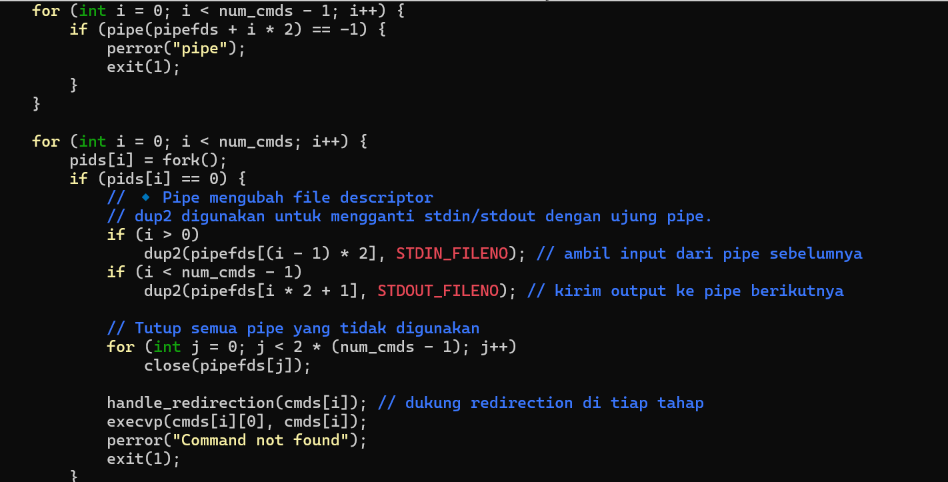 for (int i = 0; i < num_cmds - 1; i++) {
    if (pipe(pipefds + i * 2) == -1) {
        perror("pipe");
        exit(1);
    }
}

for (int i = 0; i < num_cmds; i++) {
    pids[i] = fork();
    if (pids[i] == 0) {
        // 🔹 Pipe mengubah file descriptor
        // dup2 digunakan untuk mengganti stdin/stdout dengan ujung pipe.
        if (i > 0)
            dup2(pipefds[(i - 1) * 2], STDIN_FILENO); // ambil input dari pipe sebelumnya
        if (i < num_cmds - 1)
            dup2(pipefds[i * 2 + 1], STDOUT_FILENO); // kirim output ke pipe berikutnya

        // Tutup semua pipe yang tidak digunakan
        for (int j = 0; j < 2 * (num_cmds - 1); j++)
            close(pipefds[j]);

        handle_redirection(cmds[i]); // dukung redirection di tiap tahap
        execvp(cmds[i][0], cmds[i]);
        perror("Command not found");
        exit(1);
    }